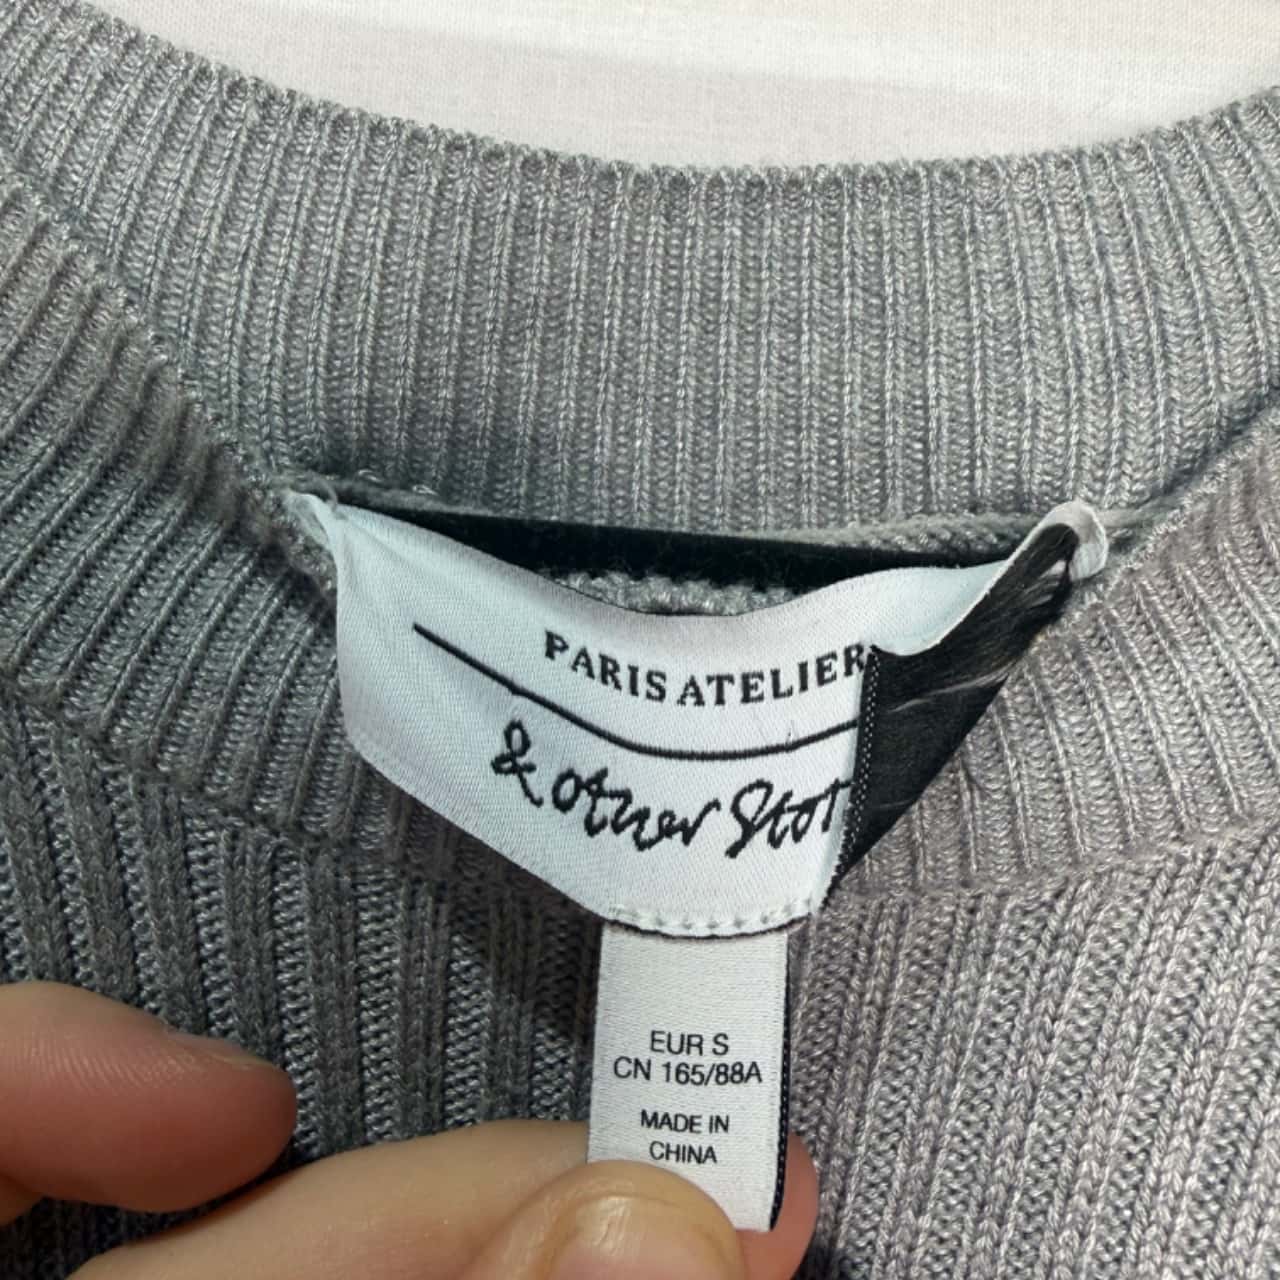 PARIS ATELIER
& Other Stor
EUR S
CN 165/88A
MADE IN
CHINA